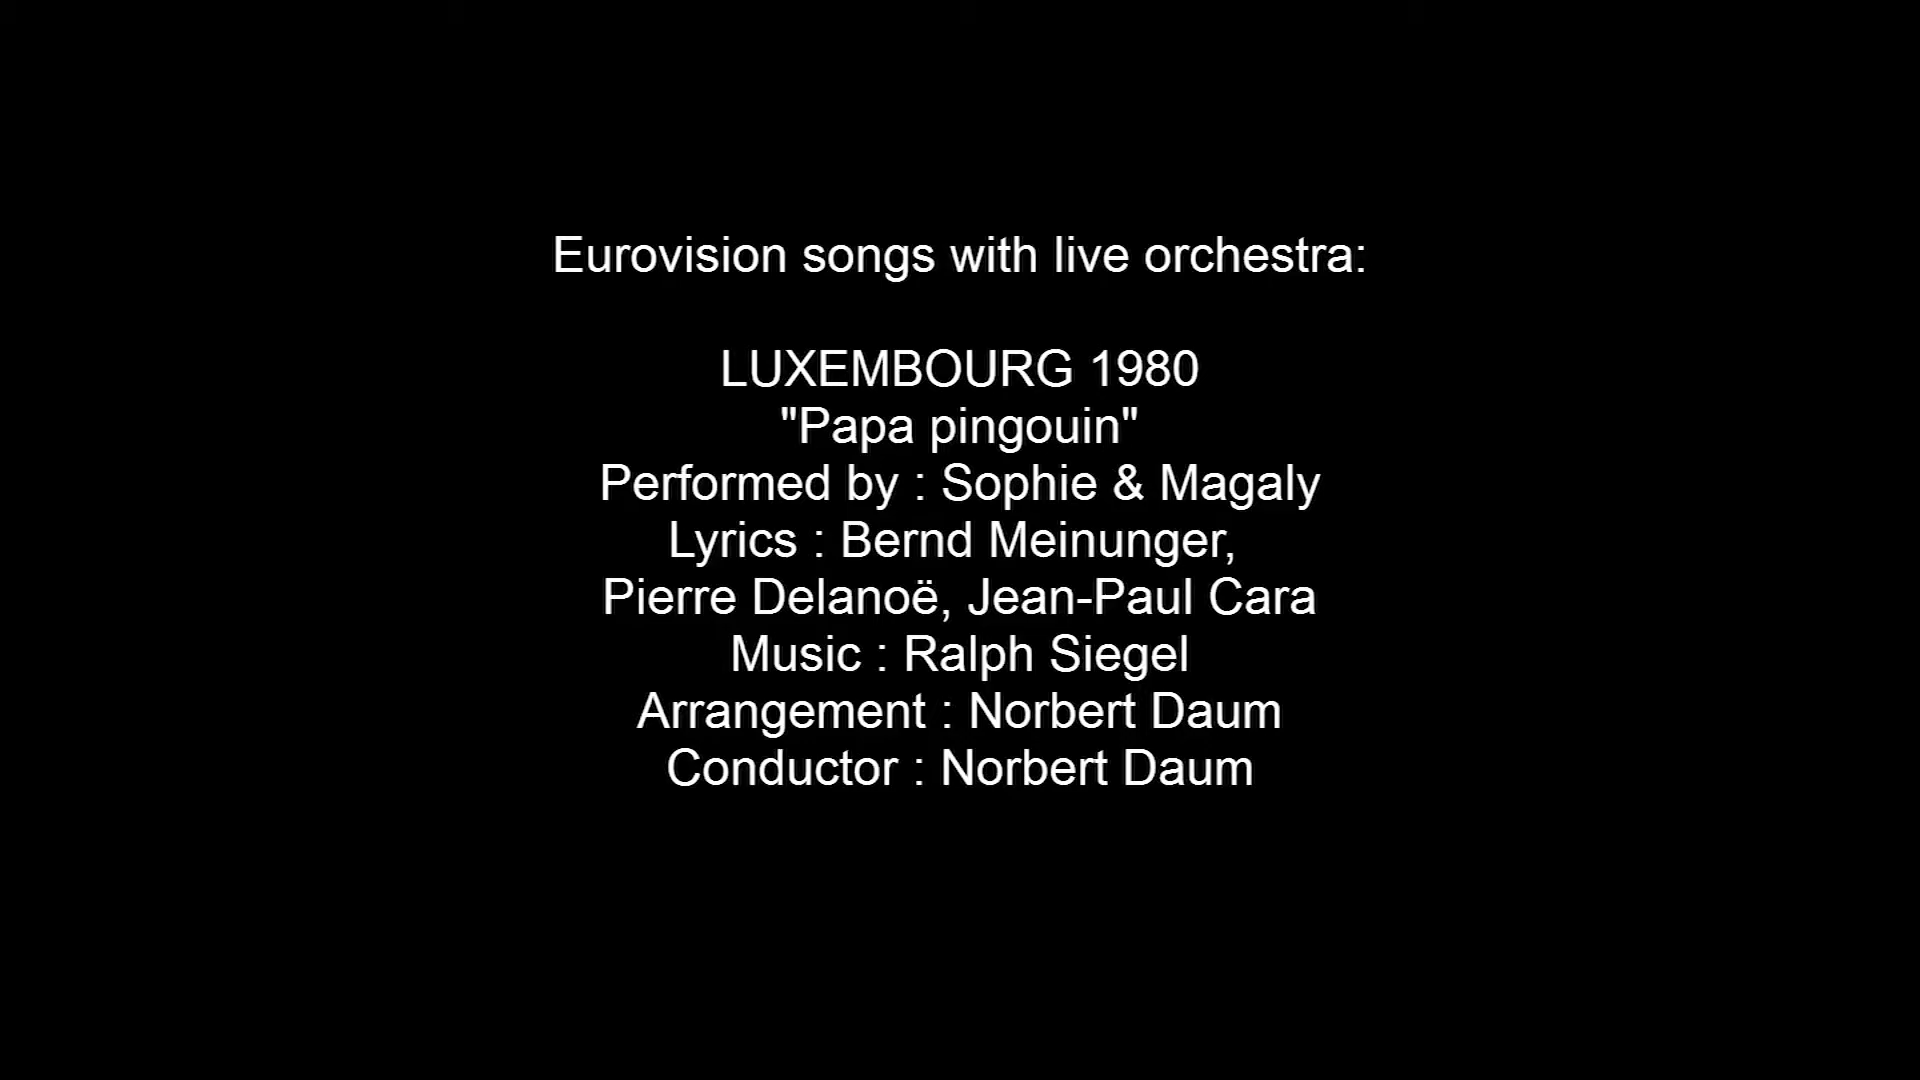 Eurovision songs with live orchestra:
LUXEMBOURG 1980
"Papa pingouin"
Performed by : Sophie & Magaly
Lyrics : Bernd Meinunger,
Pierre Delanoë, Jean-Paul Cara
Music : Ralph Siegel
Arrangement : Norbert Daum
Conductor : Norbert Daum